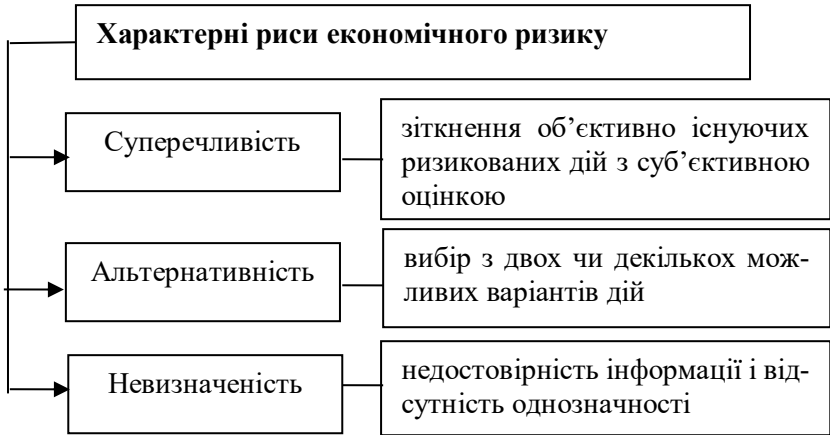 Характерні риси економічного ризику
Суперечливість
зіткнення об’єктивно існуючих
ризикованих дій з суб’єктивною
оцінкою
Альтернативність
вибір з двох чи декількох мож-
ливих варіантів дій
Невизначеність
недостовірність інформації і від-
сутність однозначності